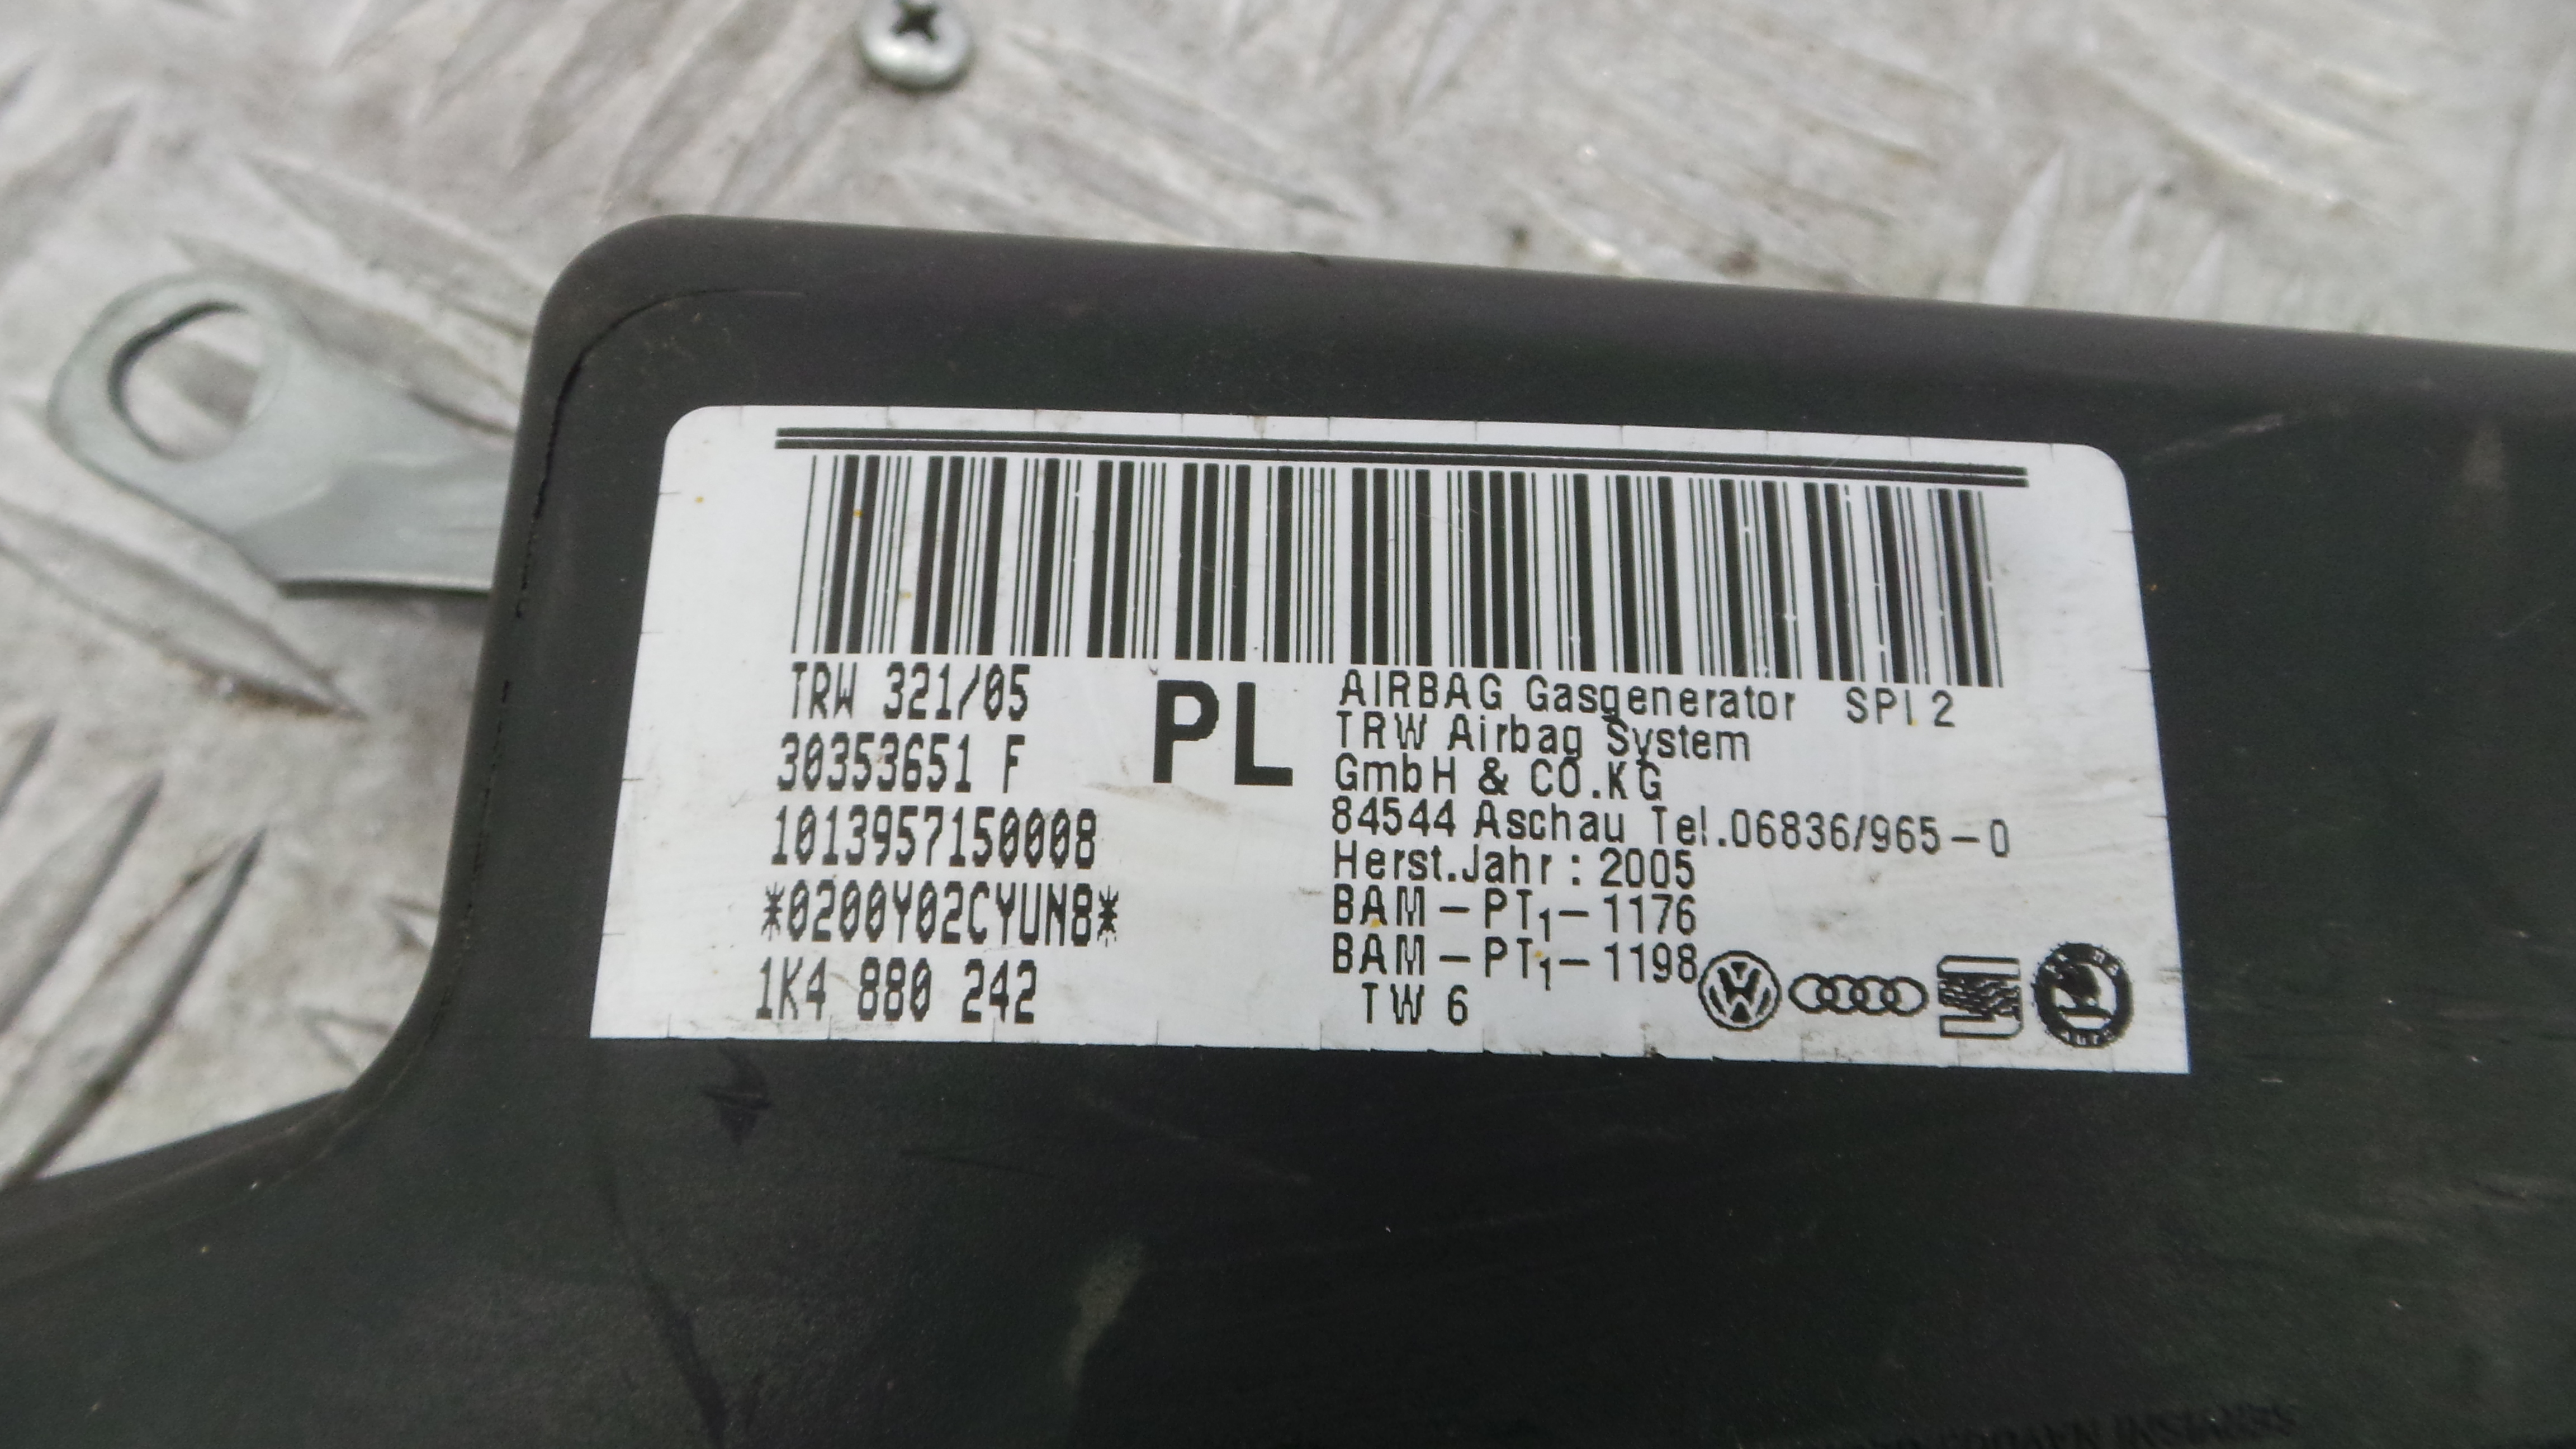 TRW 321/05
30353651 F
1013957150008
*0200Y02CYUN8*
1K4 880 242
PL
AIRBAG Gasgenerator SPI 2
TRW Airbag System
GmbH & CO.KG
84544 Aschau Tel.06836/965-0
Herst.Jahr: 2005
BAM-PT1-1176
BAM-PT1-1198
TW 6